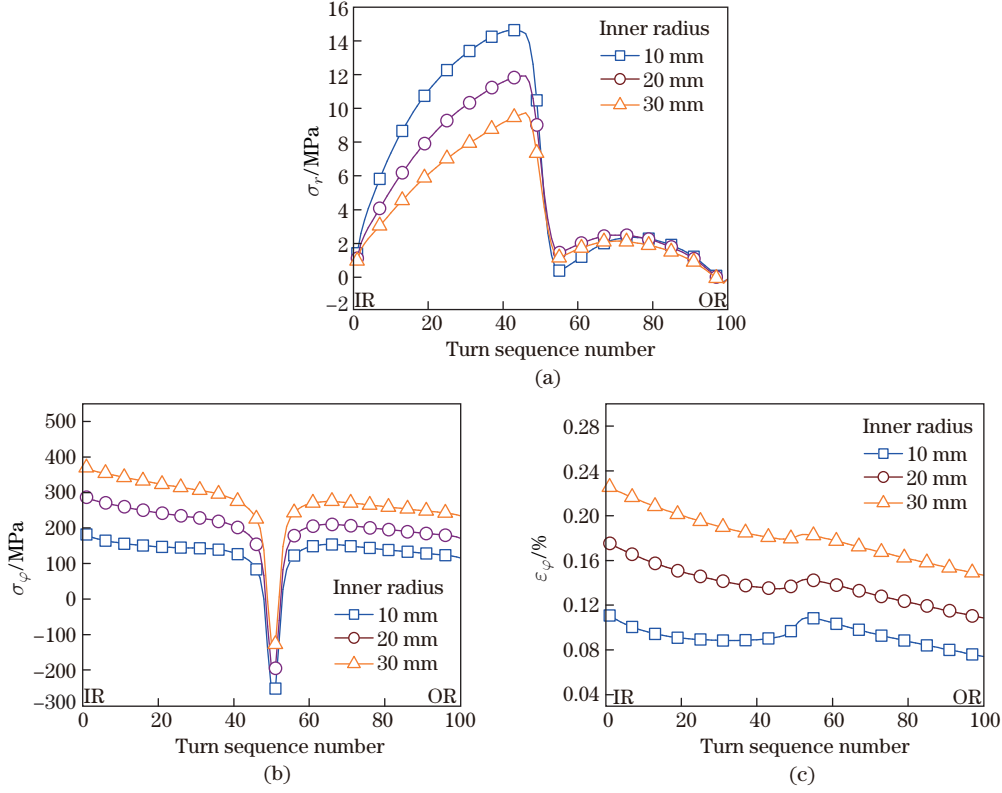 16
14
12
10
8
6
4
2
0
−2
σr/MPa
Inner radius
10 mm
20 mm
30 mm
IR
OR
0 20 40 60 80 100
Turn sequence number
(a)
500
400
300
200
100
0
−100
−200
−300
σφ/MPa
Inner radius
10 mm
20 mm
30 mm
IR
OR
0 20 40 60 80 100
Turn sequence number
(b)
0.28
0.24
0.20
0.16
0.12
0.08
0.04
εφ/%
Inner radius
10 mm
20 mm
30 mm
IR
OR
0 20 40 60 80 100
Turn sequence number
(c)